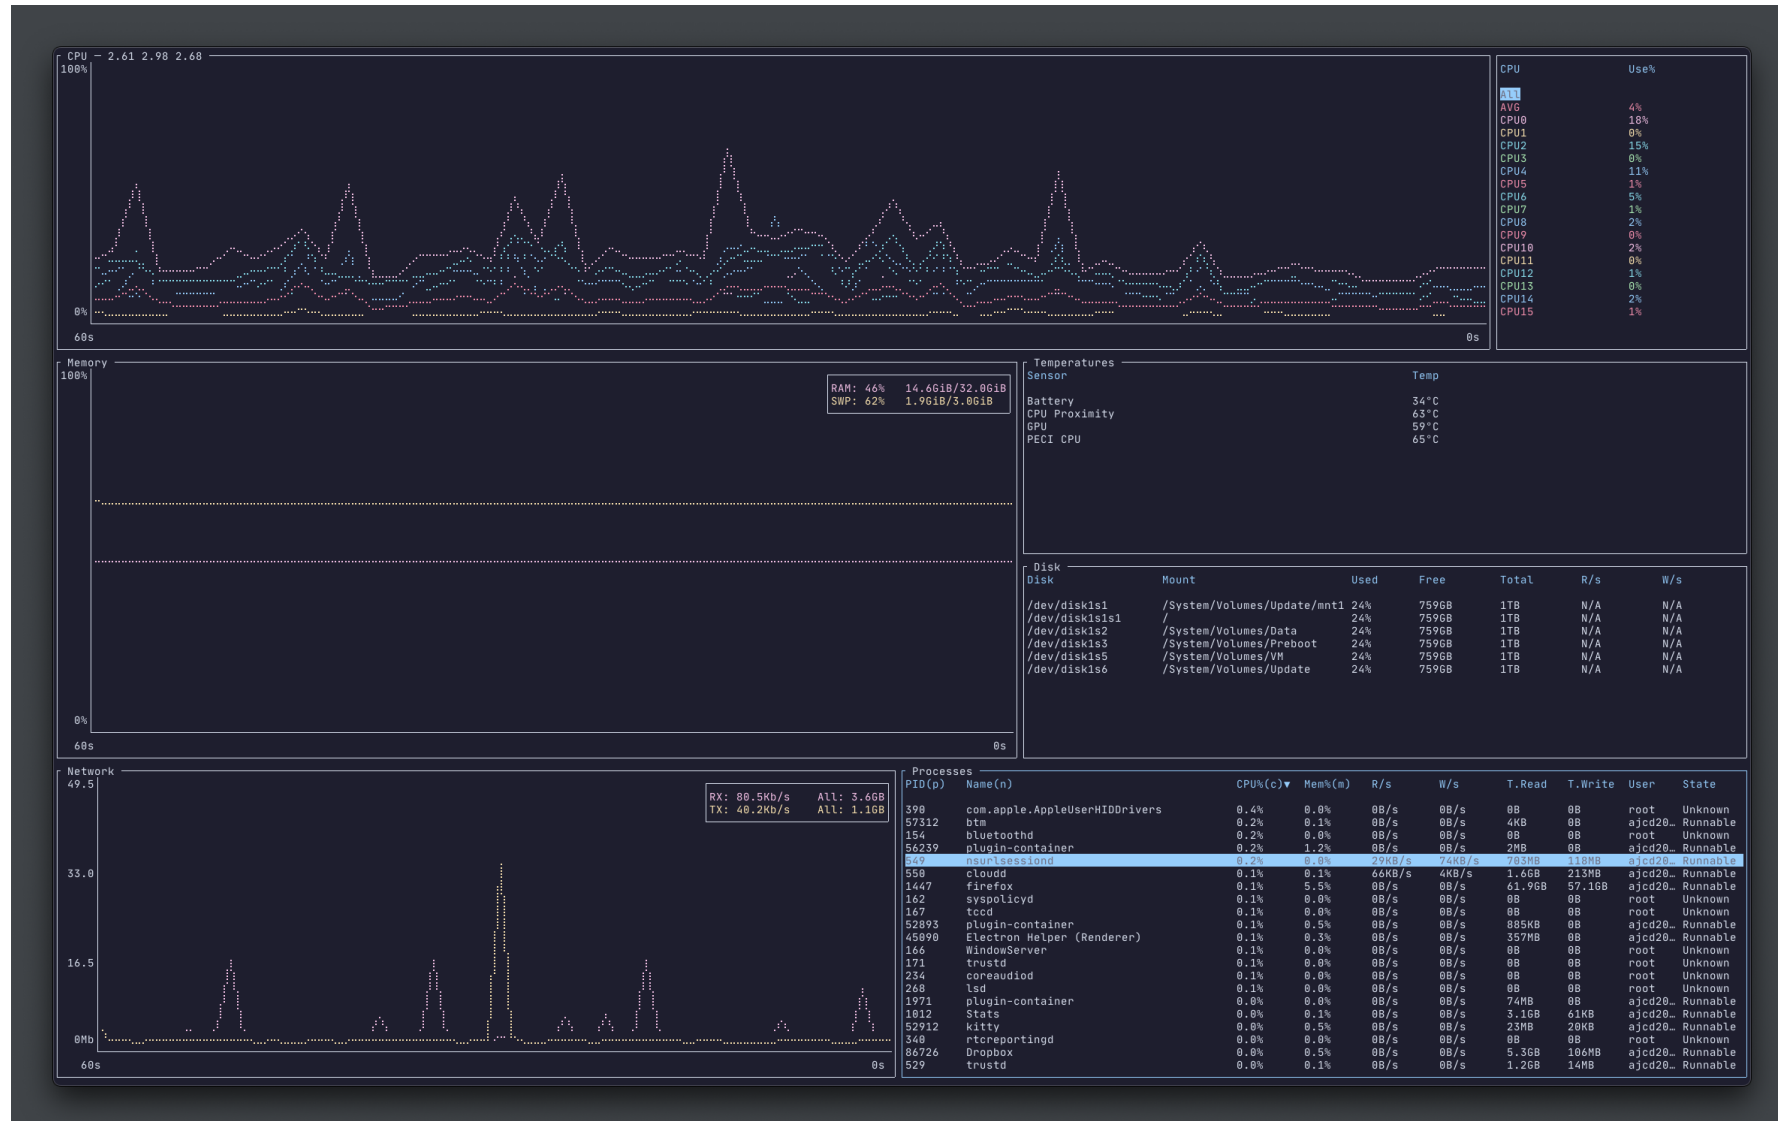 CPU — 2.61 2.98 2.68
100%
0%
60s 0s
CPU Use%
All
AVG 4%
CPU0 18%
CPU1 0%
CPU2 15%
CPU3 0%
CPU4 11%
CPU5 1%
CPU6 5%
CPU7 1%
CPU8 2%
CPU9 0%
CPU10 2%
CPU11 0%
CPU12 1%
CPU13 0%
CPU14 2%
CPU15 1%
Memory
100%
RAM: 46% 14.6GiB/32.0GiB
SWP: 62% 1.9GiB/3.0GiB
0%
60s 0s
Temperatures
Sensor Temp
Battery 34°C
CPU Proximity 63°C
GPU 59°C
PECI CPU 65°C
Disk
Disk Mount Used Free Total R/s W/s
/dev/disk1s1 /System/Volumes/Update/mnt1 24% 759GB 1TB N/A N/A
/dev/disk1s1s1 / 24% 759GB 1TB N/A N/A
/dev/disk1s2 /System/Volumes/Data 24% 759GB 1TB N/A N/A
/dev/disk1s3 /System/Volumes/Preboot 24% 759GB 1TB N/A N/A
/dev/disk1s5 /System/Volumes/VM 24% 759GB 1TB N/A N/A
/dev/disk1s6 /System/Volumes/Update 24% 759GB 1TB N/A N/A
Network
49.5
RX: 80.5Kb/s All: 3.6GB
TX: 40.2Kb/s All: 1.1GB
33.0
16.5
0Mb
60s 0s
Processes
PID(p) Name(n) CPU%(c)▼ Mem%(m) R/s W/s T.Read T.Write User State
390 com.apple.AppleUserHIDDrivers 0.4% 0.0% 0B/s 0B/s 0B 0B root Unknown
57312 btm 0.2% 0.1% 0B/s 0B/s 4KB 0B ajcd20… Runnable
154 bluetoothd 0.2% 0.0% 0B/s 0B/s 0B 0B root Unknown
56239 plugin-container 0.2% 1.2% 0B/s 0B/s 2MB 0B ajcd20… Runnable
549 nsurlsessiond 0.2% 0.0% 29KB/s 74KB/s 703MB 118MB ajcd20… Runnable
550 cloudd 0.1% 0.1% 66KB/s 4KB/s 1.6GB 213MB ajcd20… Runnable
1447 firefox 0.1% 5.5% 0B/s 0B/s 61.9GB 57.1GB ajcd20… Runnable
162 syspolicyd 0.1% 0.0% 0B/s 0B/s 0B 0B root Unknown
167 tccd 0.1% 0.0% 0B/s 0B/s 0B 0B root Unknown
52893 plugin-container 0.1% 0.5% 0B/s 0B/s 885KB 0B ajcd20… Runnable
45090 Electron Helper (Renderer) 0.1% 0.3% 0B/s 0B/s 357MB 0B ajcd20… Runnable
166 WindowServer 0.1% 0.0% 0B/s 0B/s 0B 0B root Unknown
171 trustd 0.1% 0.0% 0B/s 0B/s 0B 0B root Unknown
234 coreaudiod 0.1% 0.0% 0B/s 0B/s 0B 0B root Unknown
268 lsd 0.1% 0.0% 0B/s 0B/s 0B 0B root Unknown
1971 plugin-container 0.0% 0.0% 0B/s 0B/s 74MB 0B ajcd20… Runnable
1012 Stats 0.0% 0.1% 0B/s 0B/s 3.1GB 61KB ajcd20… Runnable
52912 kitty 0.0% 0.5% 0B/s 0B/s 23MB 20KB ajcd20… Runnable
340 rtcreportingd 0.0% 0.0% 0B/s 0B/s 0B 0B root Unknown
86726 Dropbox 0.0% 0.5% 0B/s 0B/s 5.3GB 106MB ajcd20… Runnable
529 trustd 0.0% 0.1% 0B/s 0B/s 1.2GB 14MB ajcd20… Runnable